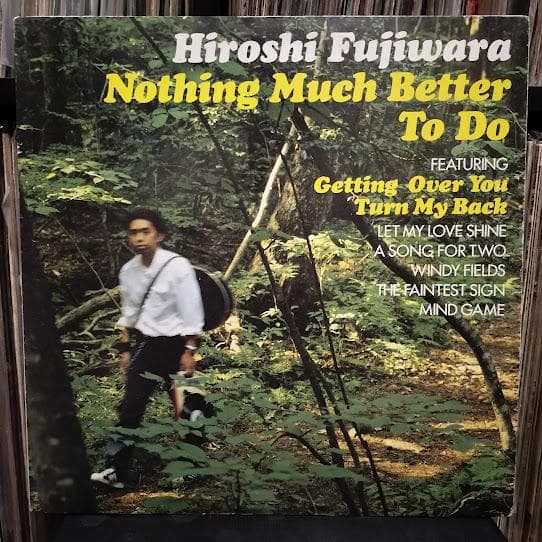 Hiroshi Fujiwara
Nothing Much Better
To Do
FEATURING
Getting Over You
"Turn My Back
"LET MY LOVE SHINE
A SONG FOR TWO
WINDY FIELDS
THE FAINTEST SIGN
MIND GAME